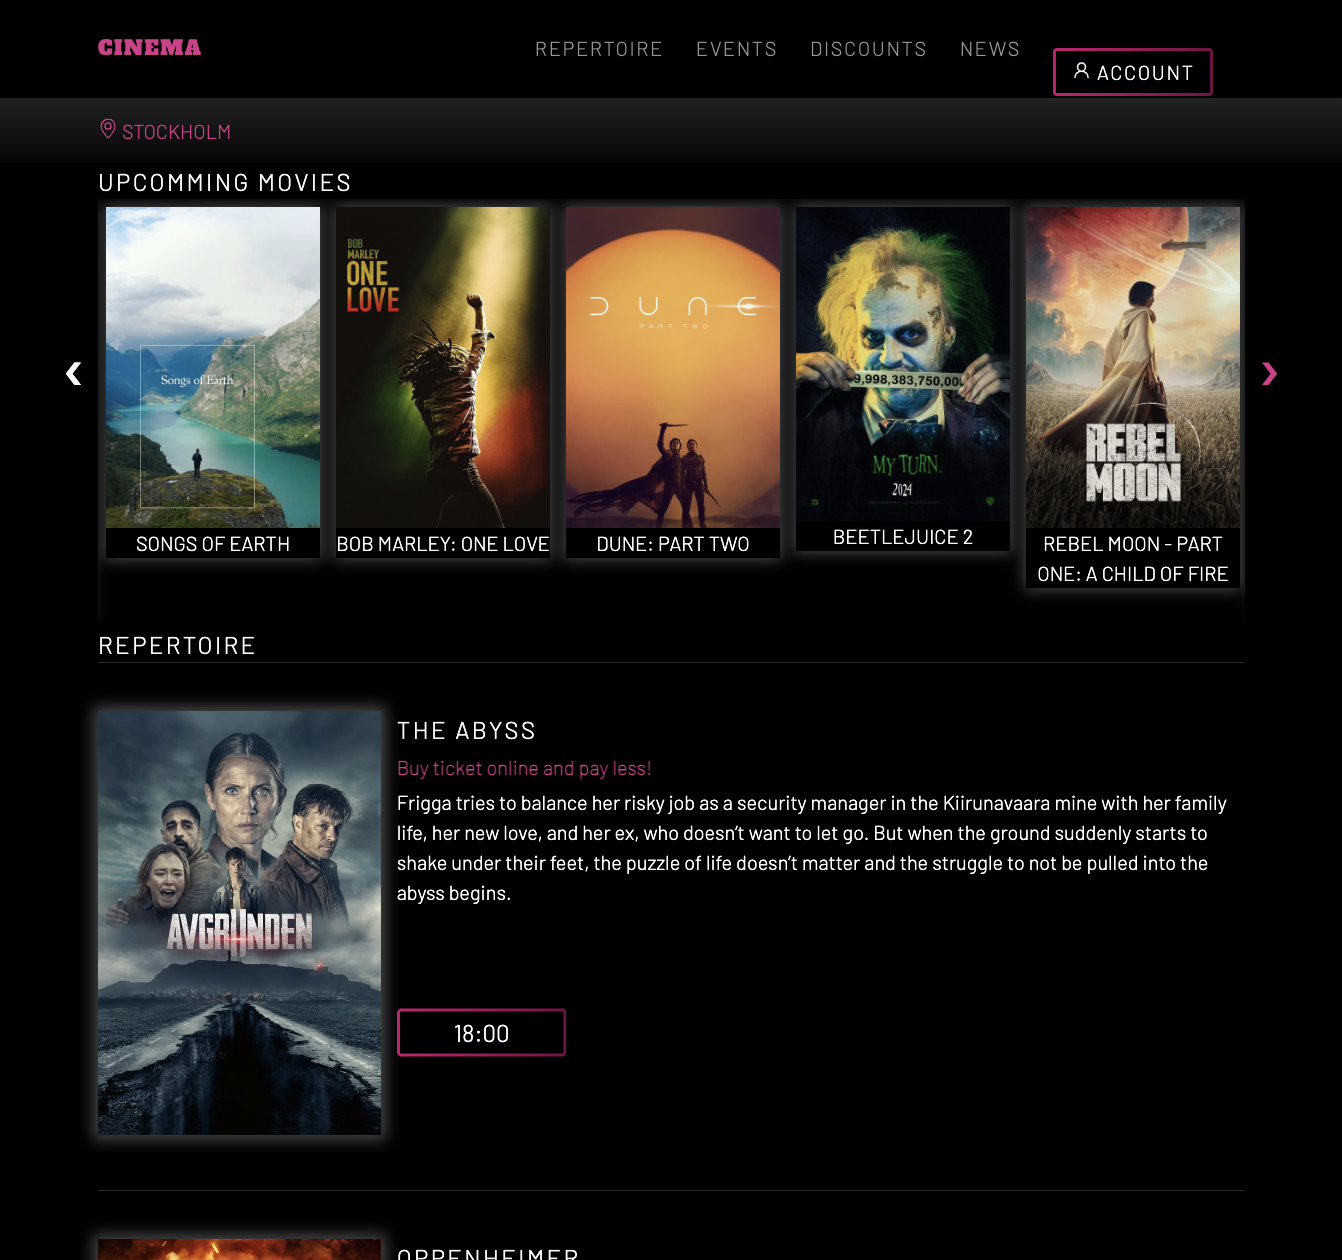 CINEMA
REPERTOIRE EVENTS DISCOUNTS NEWS ACCOUNT
STOCKHOLM
UPCOMMING MOVIES
Songs of Earth
BOB
MARLEY
ONE
LOVE
DUNE
PART TWO
9,998,383,750,00
MY TURN.
2024
REBEL
MOON
SONGS OF EARTH
BOB MARLEY: ONE LOVE
DUNE: PART TWO
BEETLEJUICE 2
REBEL MOON - PART
ONE: A CHILD OF FIRE
REPERTOIRE
AVGRUNDEN
THE ABYSS
Buy ticket online and pay less!
Frigga tries to balance her risky job as a security manager in the Kiirunavaara mine with her family
life, her new love, and her ex, who doesn’t want to let go. But when the ground suddenly starts to
shake under their feet, the puzzle of life doesn’t matter and the struggle to not be pulled into the
abyss begins.
18:00
OPPENHEIMER